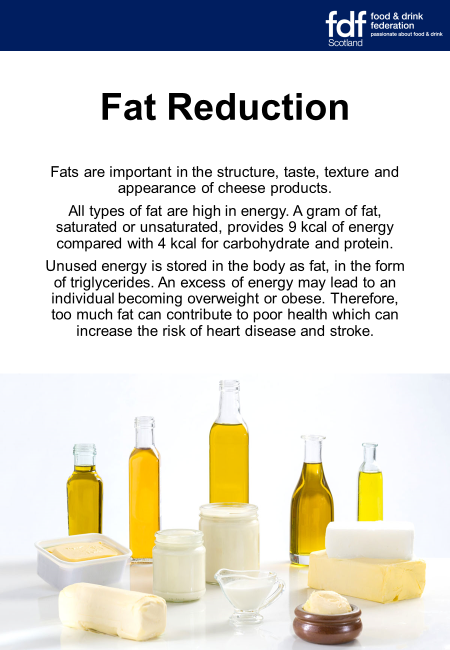 fdf
Scotland
food & drink
federation
passionate about food & drink
Fat Reduction
Fats are important in the structure, taste, texture and
appearance of cheese products.
All types of fat are high in energy. A gram of fat,
saturated or unsaturated, provides 9 kcal of energy
compared with 4 kcal for carbohydrate and protein.
Unused energy is stored in the body as fat, in the form
of triglycerides. An excess of energy may lead to an
individual becoming overweight or obese. Therefore,
too much fat can contribute to poor health which can
increase the risk of heart disease and stroke.